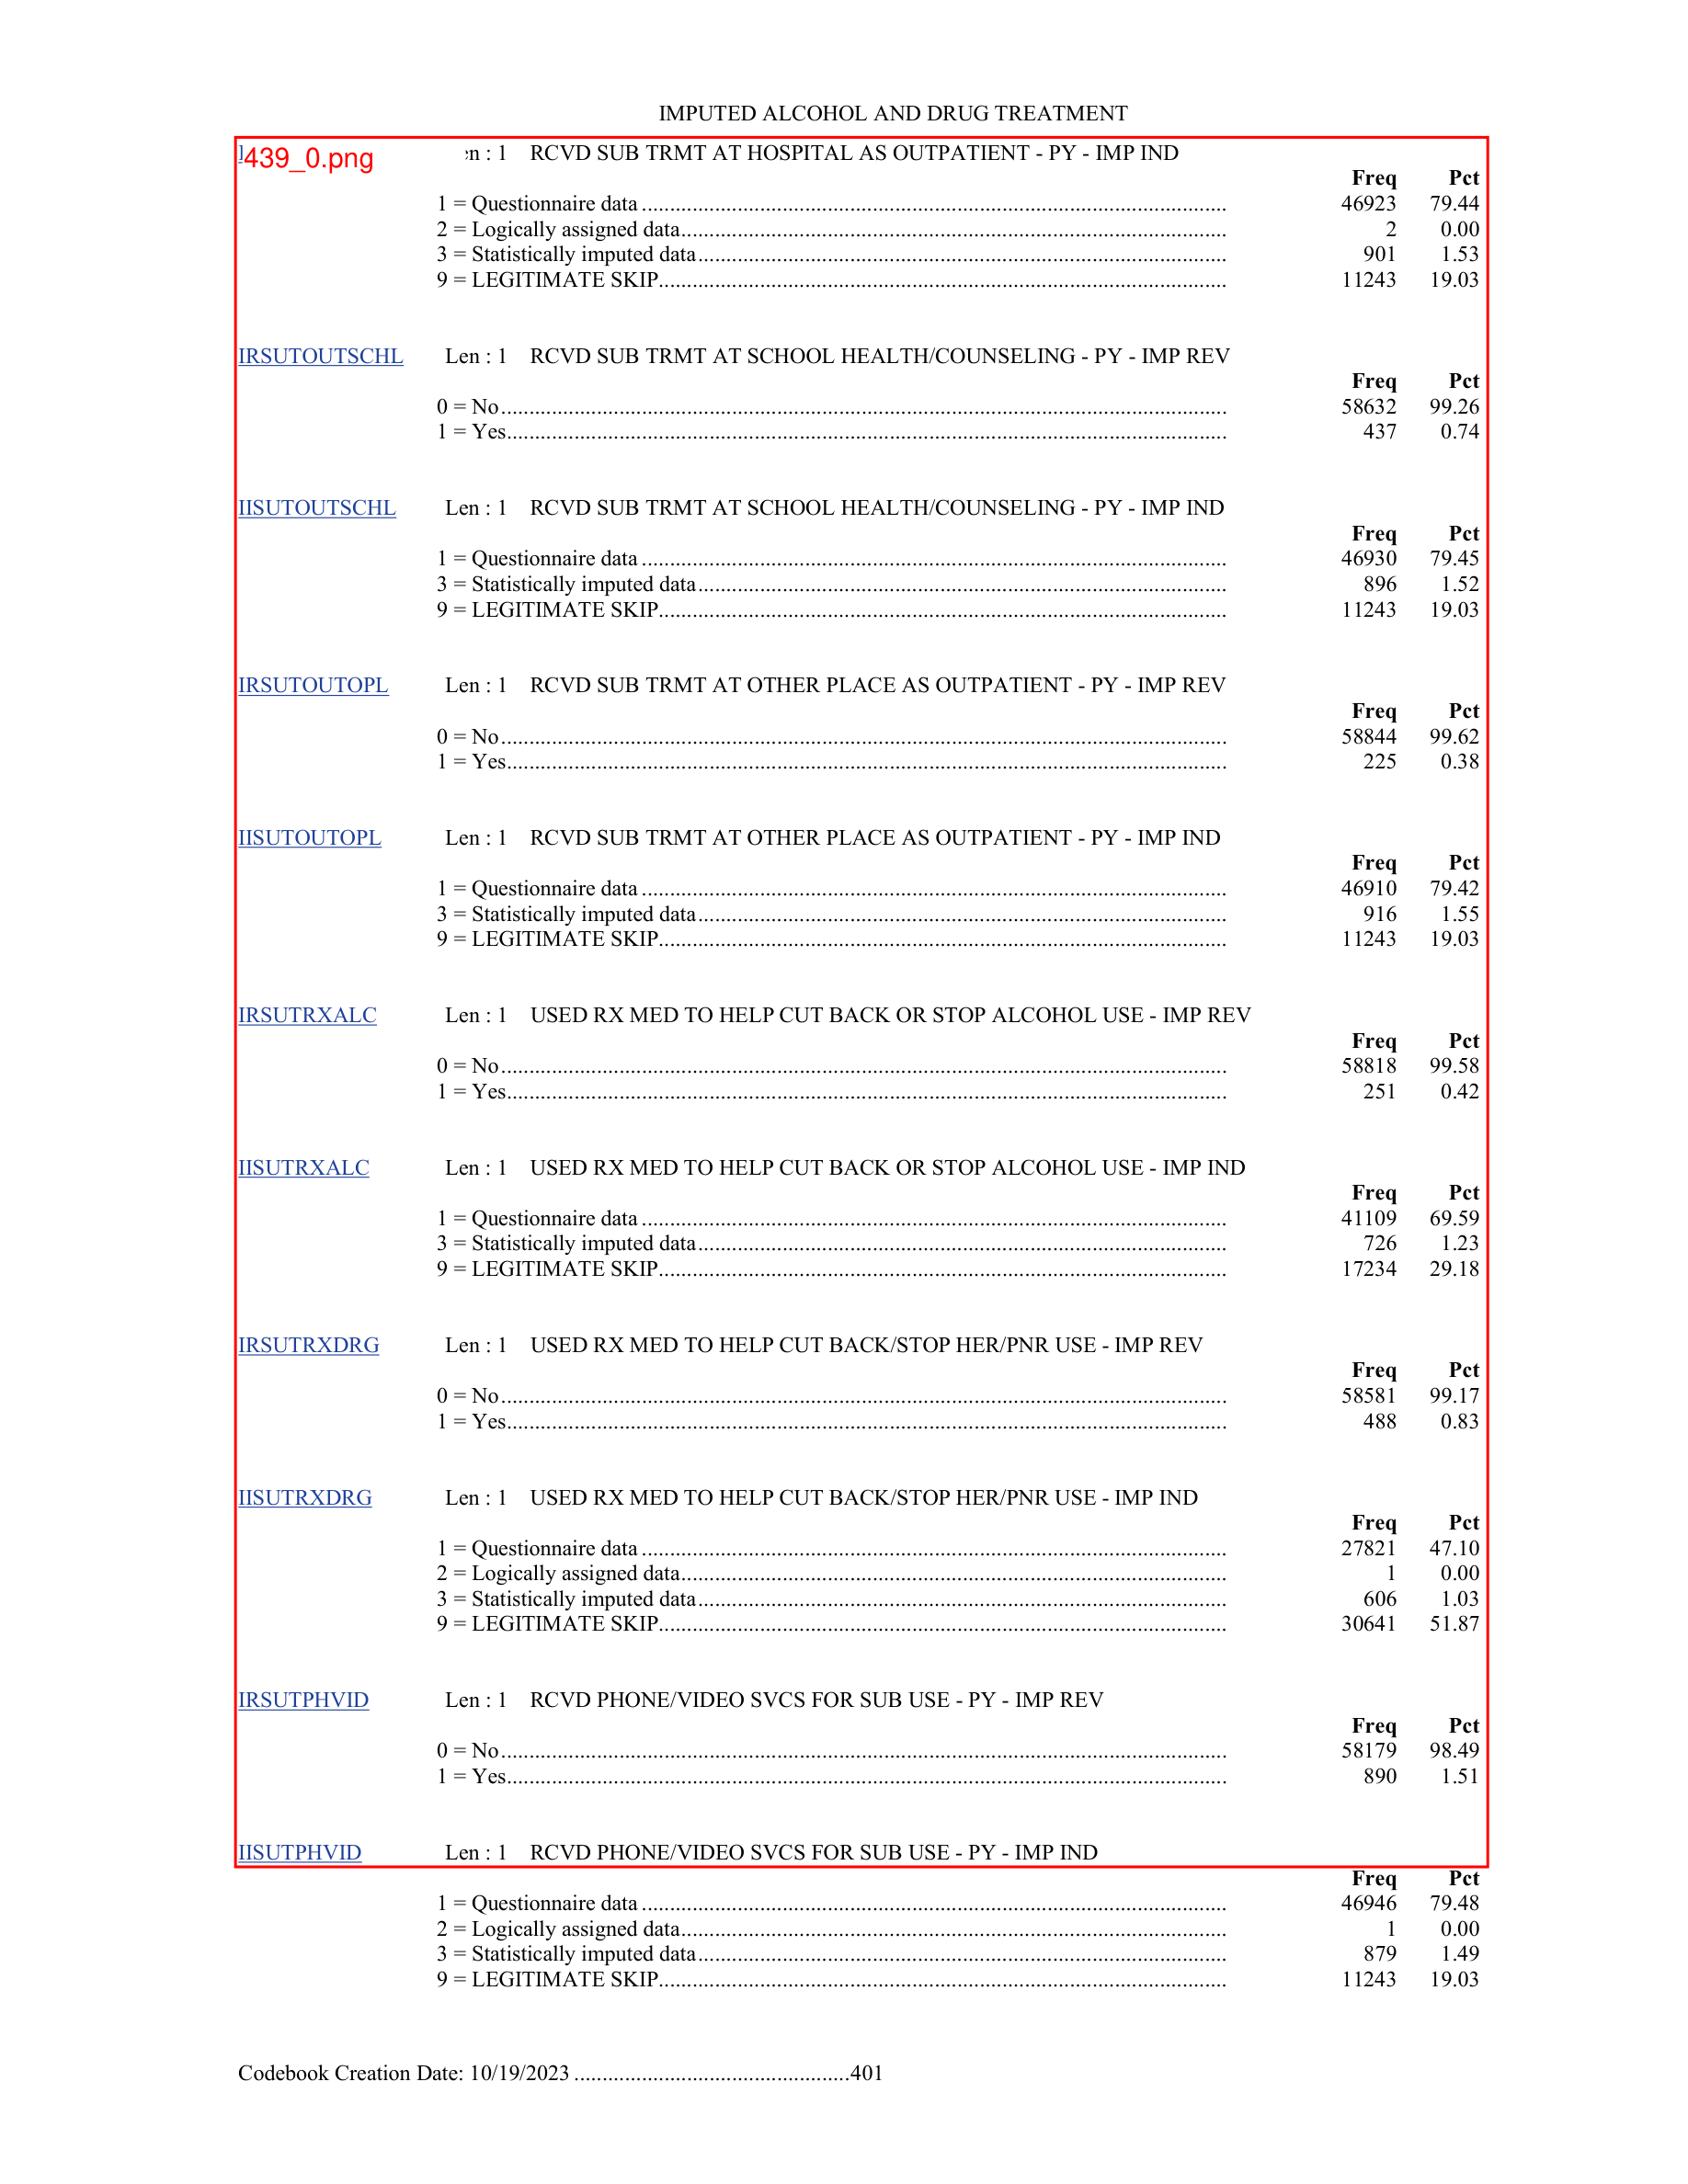 IMPUTED ALCOHOL AND DRUG TREATMENT
439_0.png en : 1 RCVD SUB TRMT AT HOSPITAL AS OUTPATIENT - PY - IMP IND
Freq Pct
1 = Questionnaire data ........ 46923 79.44
2 = Logically assigned data ........ 2 0.00
3 = Statistically imputed data ........ 901 1.53
9 = LEGITIMATE SKIP ........ 11243 19.03
IRSUTOUTSCHL Len : 1 RCVD SUB TRMT AT SCHOOL HEALTH/COUNSELING - PY - IMP REV
Freq Pct
0 = No ........ 58632 99.26
1 = Yes ........ 437 0.74
IISUTOUTSCHL Len : 1 RCVD SUB TRMT AT SCHOOL HEALTH/COUNSELING - PY - IMP IND
Freq Pct
1 = Questionnaire data ........ 46930 79.45
3 = Statistically imputed data ........ 896 1.52
9 = LEGITIMATE SKIP ........ 11243 19.03
IRSUTOUTOPL Len : 1 RCVD SUB TRMT AT OTHER PLACE AS OUTPATIENT - PY - IMP REV
Freq Pct
0 = No ........ 58844 99.62
1 = Yes ........ 225 0.38
IISUTOUTOPL Len : 1 RCVD SUB TRMT AT OTHER PLACE AS OUTPATIENT - PY - IMP IND
Freq Pct
1 = Questionnaire data ........ 46910 79.42
3 = Statistically imputed data ........ 916 1.55
9 = LEGITIMATE SKIP ........ 11243 19.03
IRSUTRXALC Len : 1 USED RX MED TO HELP CUT BACK OR STOP ALCOHOL USE - IMP REV
Freq Pct
0 = No ........ 58818 99.58
1 = Yes ........ 251 0.42
IISUTRXALC Len : 1 USED RX MED TO HELP CUT BACK OR STOP ALCOHOL USE - IMP IND
Freq Pct
1 = Questionnaire data ........ 41109 69.59
3 = Statistically imputed data ........ 726 1.23
9 = LEGITIMATE SKIP ........ 17234 29.18
IRSUTRXDRG Len : 1 USED RX MED TO HELP CUT BACK/STOP HER/PNR USE - IMP REV
Freq Pct
0 = No ........ 58581 99.17
1 = Yes ........ 488 0.83
IISUTRXDRG Len : 1 USED RX MED TO HELP CUT BACK/STOP HER/PNR USE - IMP IND
Freq Pct
1 = Questionnaire data ........ 27821 47.10
2 = Logically assigned data ........ 1 0.00
3 = Statistically imputed data ........ 606 1.03
9 = LEGITIMATE SKIP ........ 30641 51.87
IRSUTPHVID Len : 1 RCVD PHONE/VIDEO SVCS FOR SUB USE - PY - IMP REV
Freq Pct
0 = No ........ 58179 98.49
1 = Yes ........ 890 1.51
IISUTPHVID Len : 1 RCVD PHONE/VIDEO SVCS FOR SUB USE - PY - IMP IND
Freq Pct
1 = Questionnaire data ........ 46946 79.48
2 = Logically assigned data ........ 1 0.00
3 = Statistically imputed data ........ 879 1.49
9 = LEGITIMATE SKIP ........ 11243 19.03
Codebook Creation Date: 10/19/2023 ........ 401